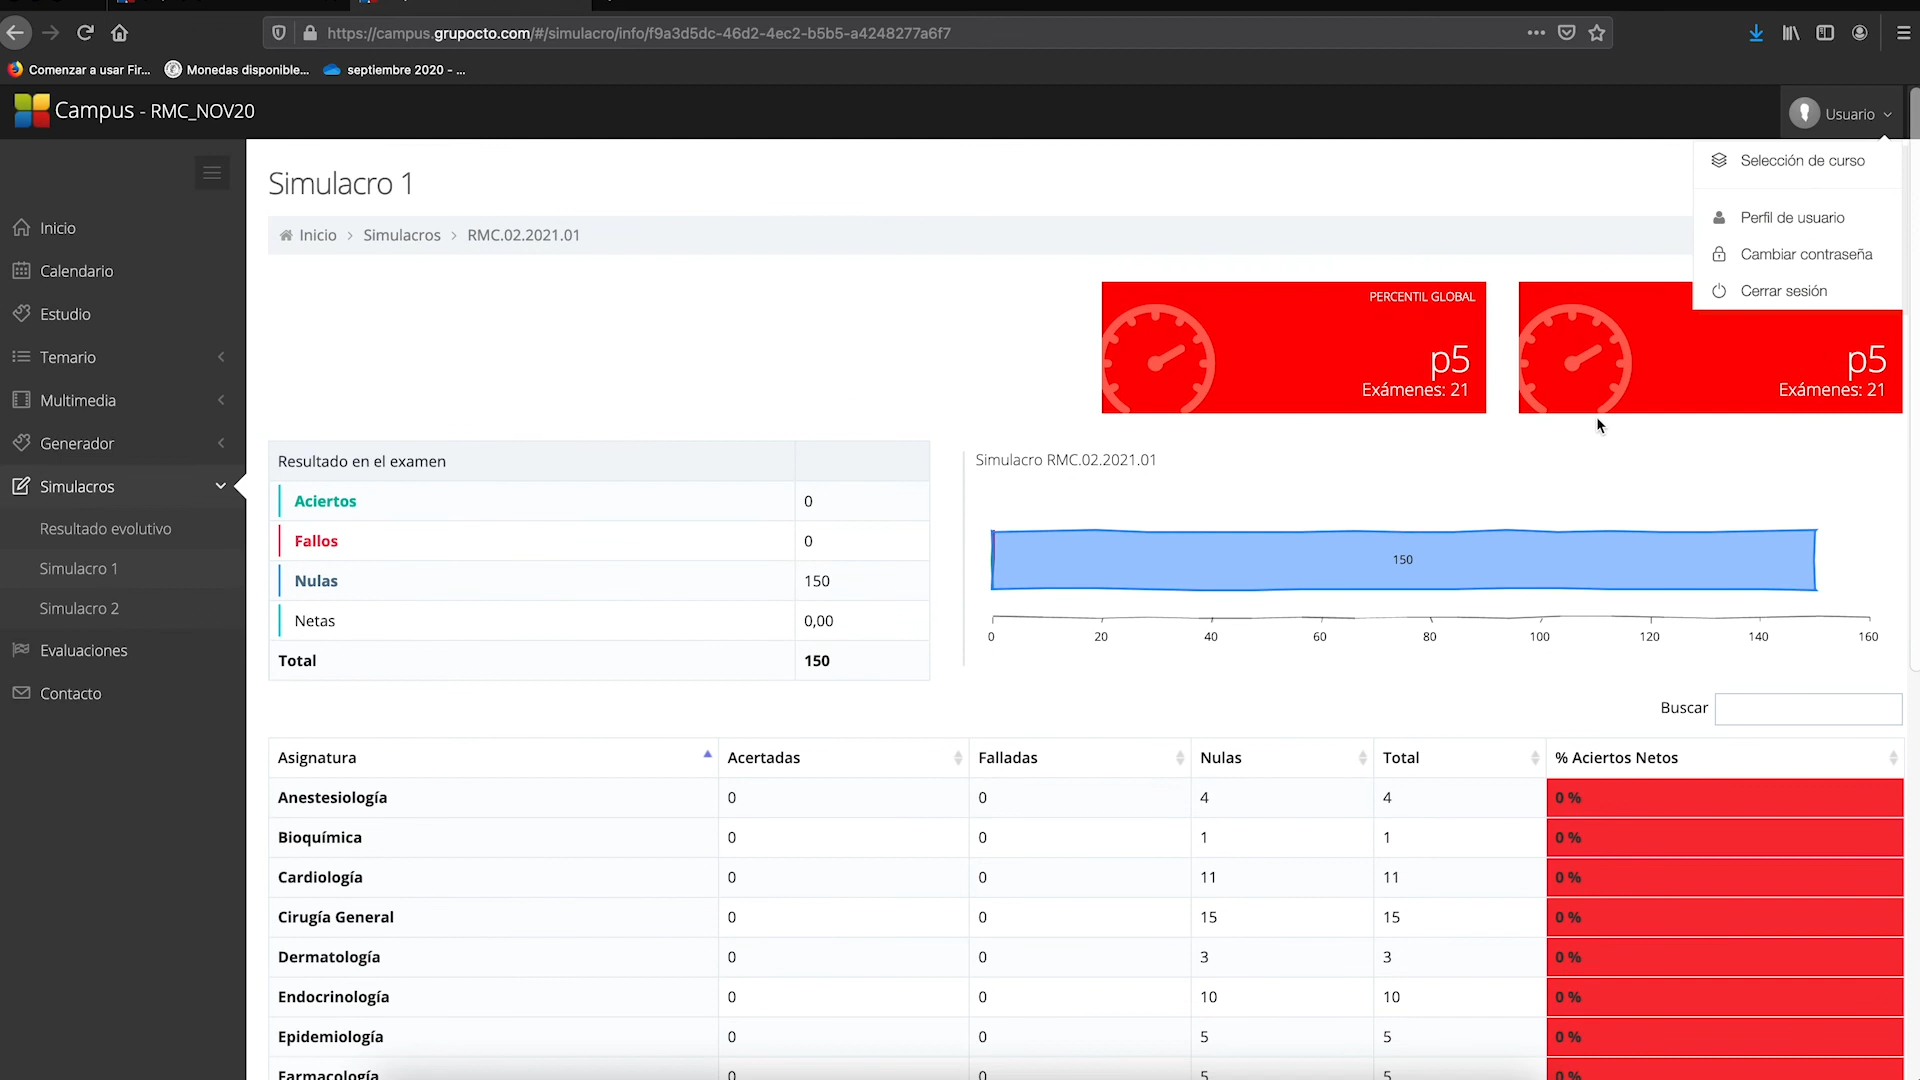 https://campus.grupocto.com/#/simulacro/info/f9a3d5dc-46d2-4ec2-b5b5-a4248277a6f7
Comenzar a usar Fir...
Monedas disponible...
septiembre 2020 - ...
Campus - RMC_NOV20
Usuario
Selección de curso
Perfil de usuario
Cambiar contraseña
Cerrar sesión
Inicio
Calendario
Estudio
Temario
Multimedia
Generador
Simulacros
Resultado evolutivo
Simulacro 1
Simulacro 2
Evaluaciones
Contacto
Simulacro 1
Inicio > Simulacros > RMC.02.2021.01
PERCENTIL GLOBAL
p5
Exámenes: 21
p5
Exámenes: 21
Resultado en el examen
Aciertos 0
Fallos 0
Nulas 150
Netas 0,00
Total 150
Simulacro RMC.02.2021.01
150
0 20 40 60 80 100 120 140 160
Buscar
Asignatura Acertadas Falladas Nulas Total % Aciertos Netos
Anestesiología 0 0 4 4 0 %
Bioquímica 0 0 1 1 0 %
Cardiología 0 0 11 11 0 %
Cirugía General 0 0 15 15 0 %
Dermatología 0 0 3 3 0 %
Endocrinología 0 0 10 10 0 %
Epidemiología 0 0 5 5 0 %
Farmacología 0 0 5 5 0 %